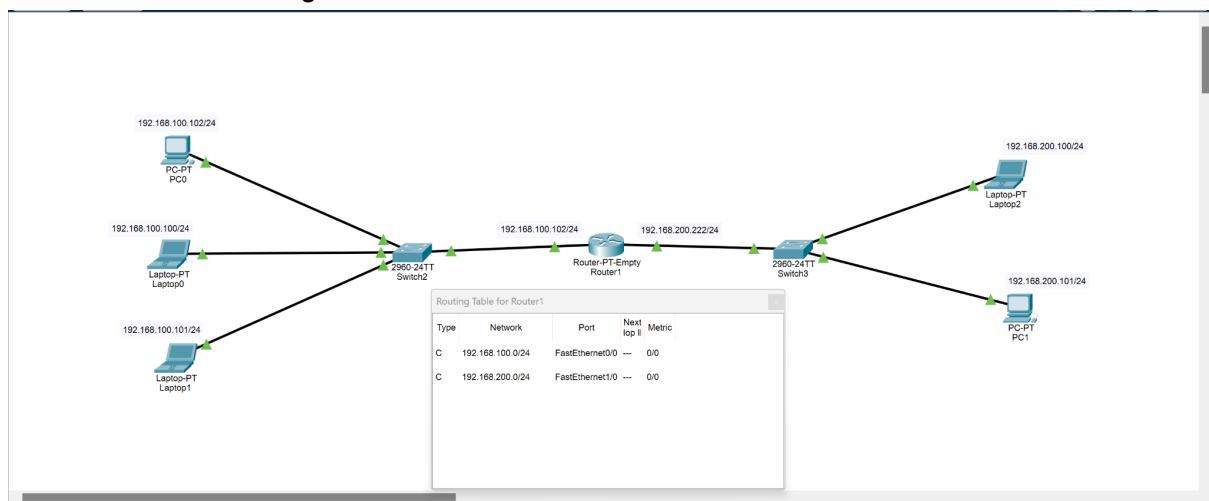 192.168.100.102/24
PC-PT
PC0
192.168.100.100/24
Laptop-PT
Laptop0
192.168.100.101/24
Laptop-PT
Laptop1
2960-24TT
Switch2
192.168.100.102/24
192.168.200.222/24
Router-PT-Empty
Router1
2960-24TT
Switch3
192.168.200.100/24
Laptop-PT
Laptop2
192.168.200.101/24
PC-PT
PC1
Routing Table for Router1
Type Network Port Next Metric
C 192.168.100.0/24 FastEthernet0/0 --- 0/0
C 192.168.200.0/24 FastEthernet1/0 --- 0/0